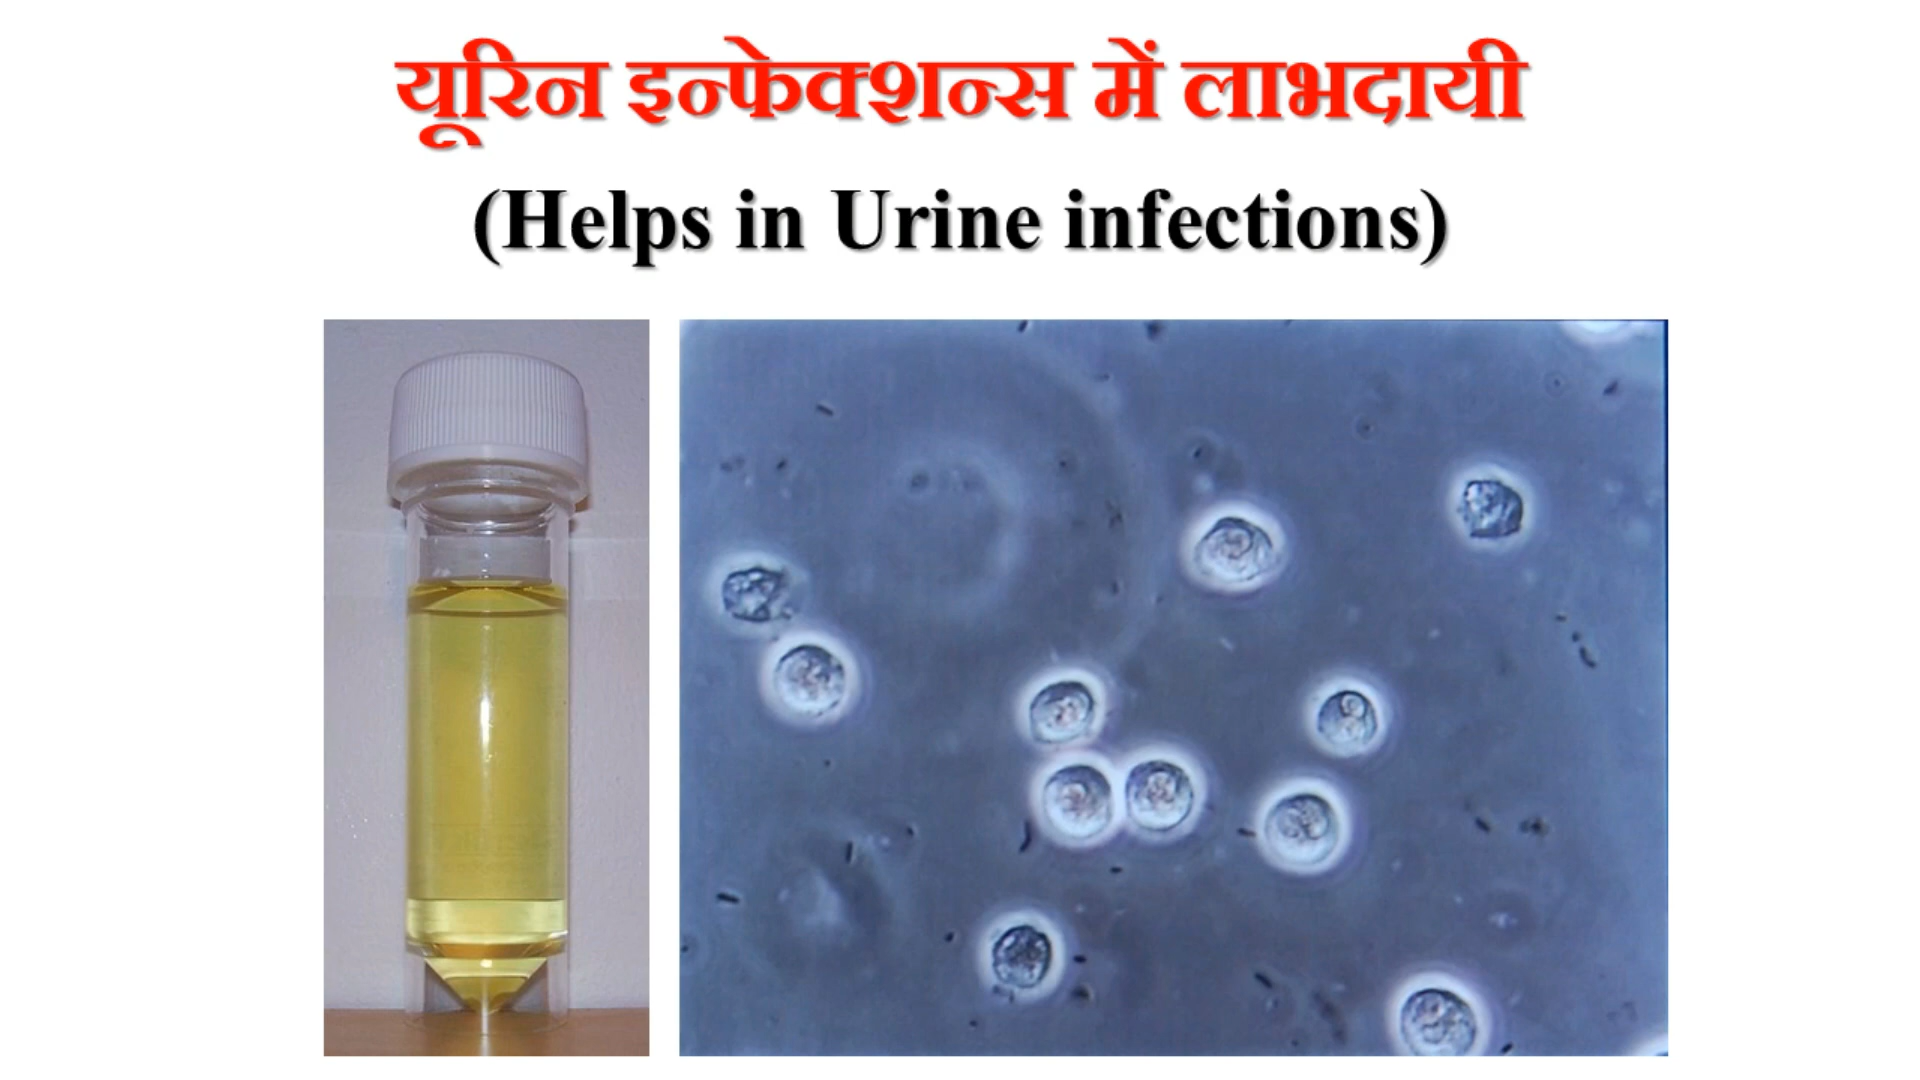 यूरिन इन्फेक्शन्स में लाभदायी
(Helps in Urine infections)